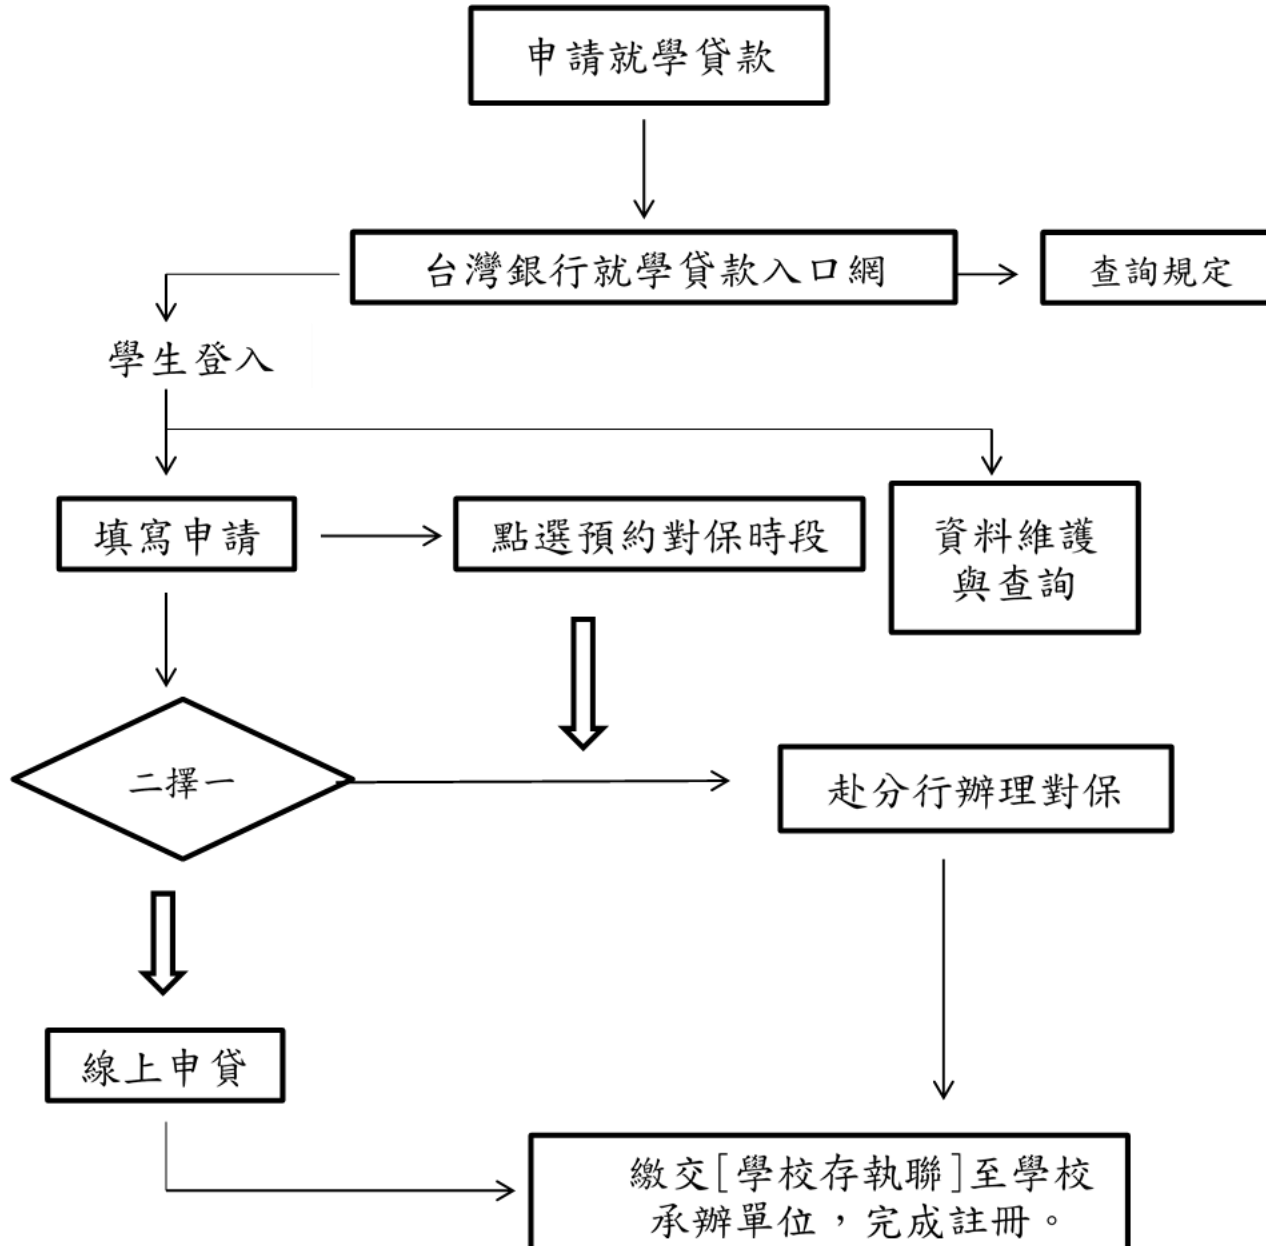 申請就學貸款
台灣銀行就學貸款入口網
查詢規定
學生登入
填寫申請
點選預約對保時段
資料維護
與查詢
二擇一
赴分行辦理對保
線上申貸
繳交[學校存執聯]至學校
承辦單位，完成註冊。